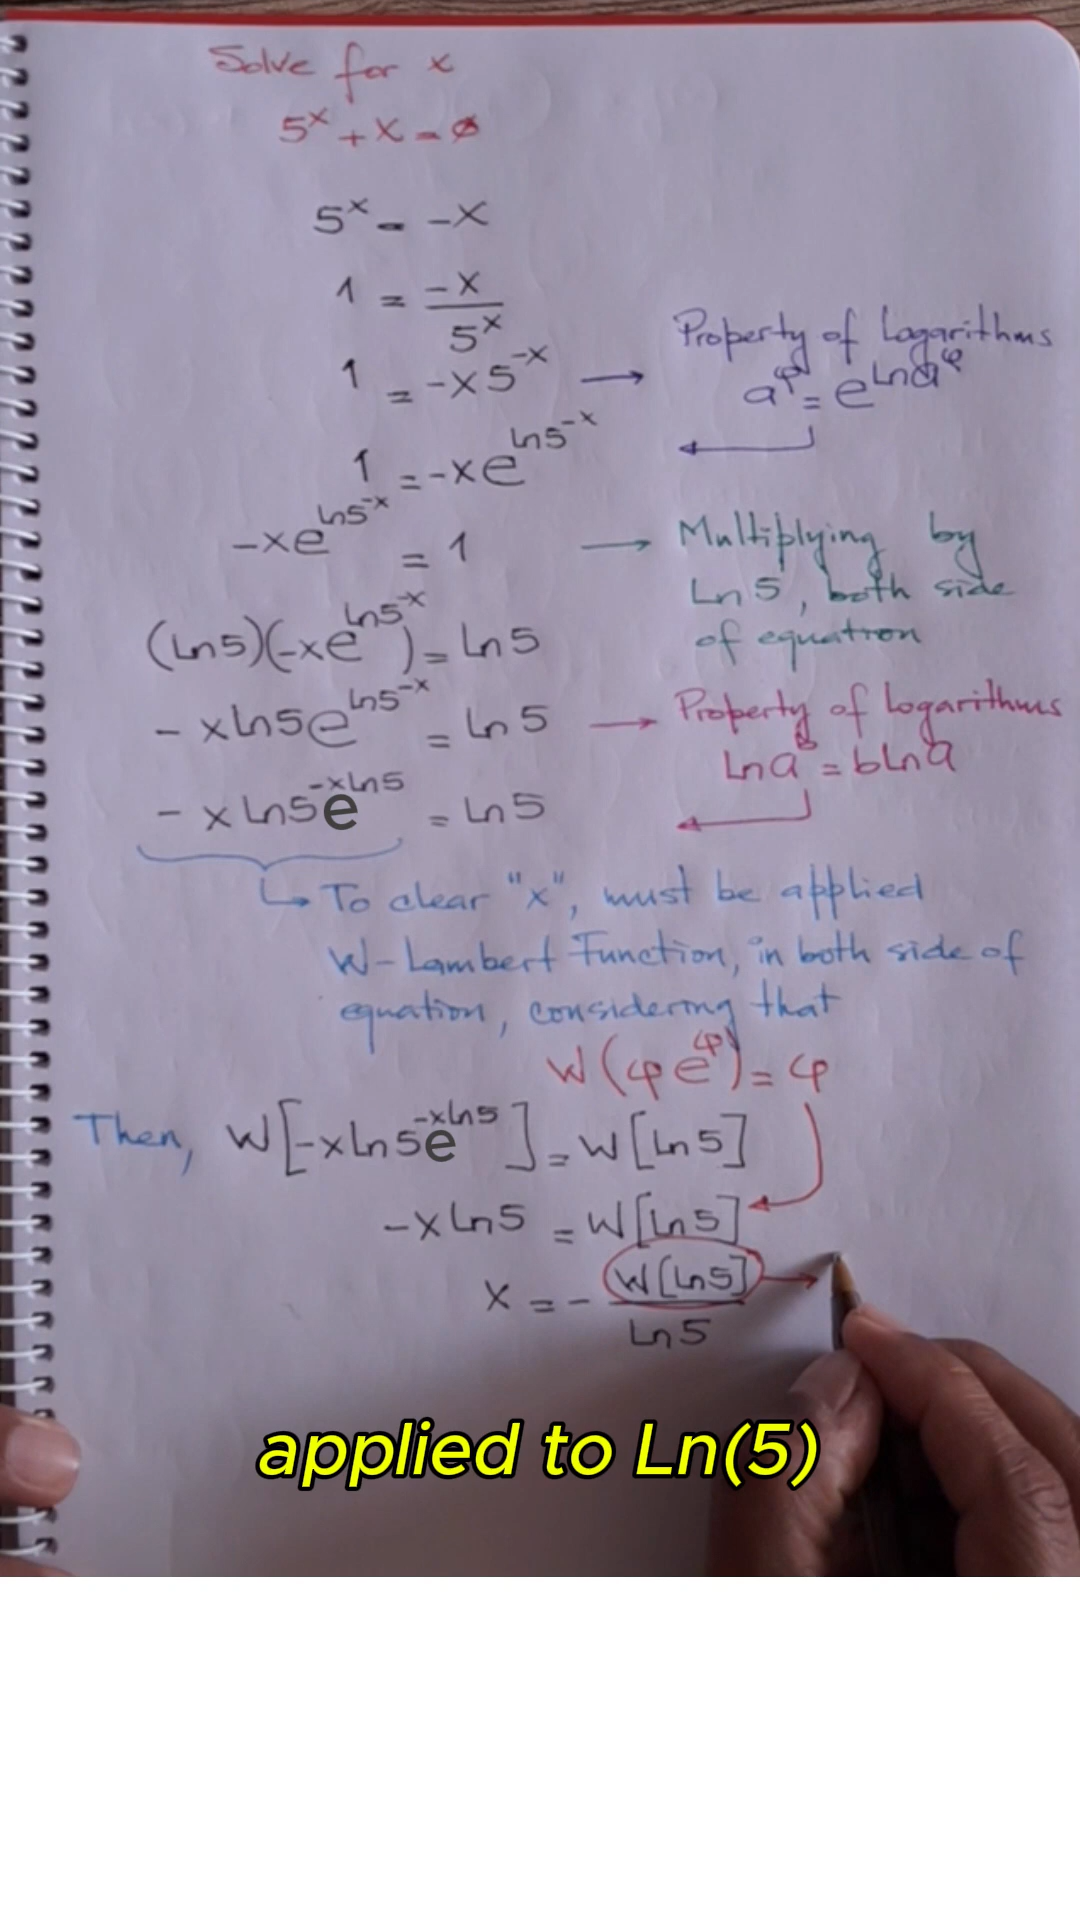 Solve for x
5^x + x = 0
5^x = -x
1 = -x / 5^x
1 = -x5^-x → Property of Logarithms
a^φ = e^Lna^φ
1 = -xe^Ln5^-x
-xe^Ln5^-x = 1 → Multiplying by
Ln5, both side
of equation
(Ln5)(-xe^Ln5^-x) = Ln5
-xLn5e^Ln5^-x = Ln5 → Property of Logarithms
Lna^b = bLna
-xLn5e^-xLn5 = Ln5
To clear "x", must be applied
W-Lambert Function, in both side of
equation, considering that
W(φe^φ) = φ
Then, W[-xLn5e^-xLn5] = W[Ln5]
-xLn5 = W[Ln5]
x = - W[Ln5] / Ln5
applied to Ln(5)